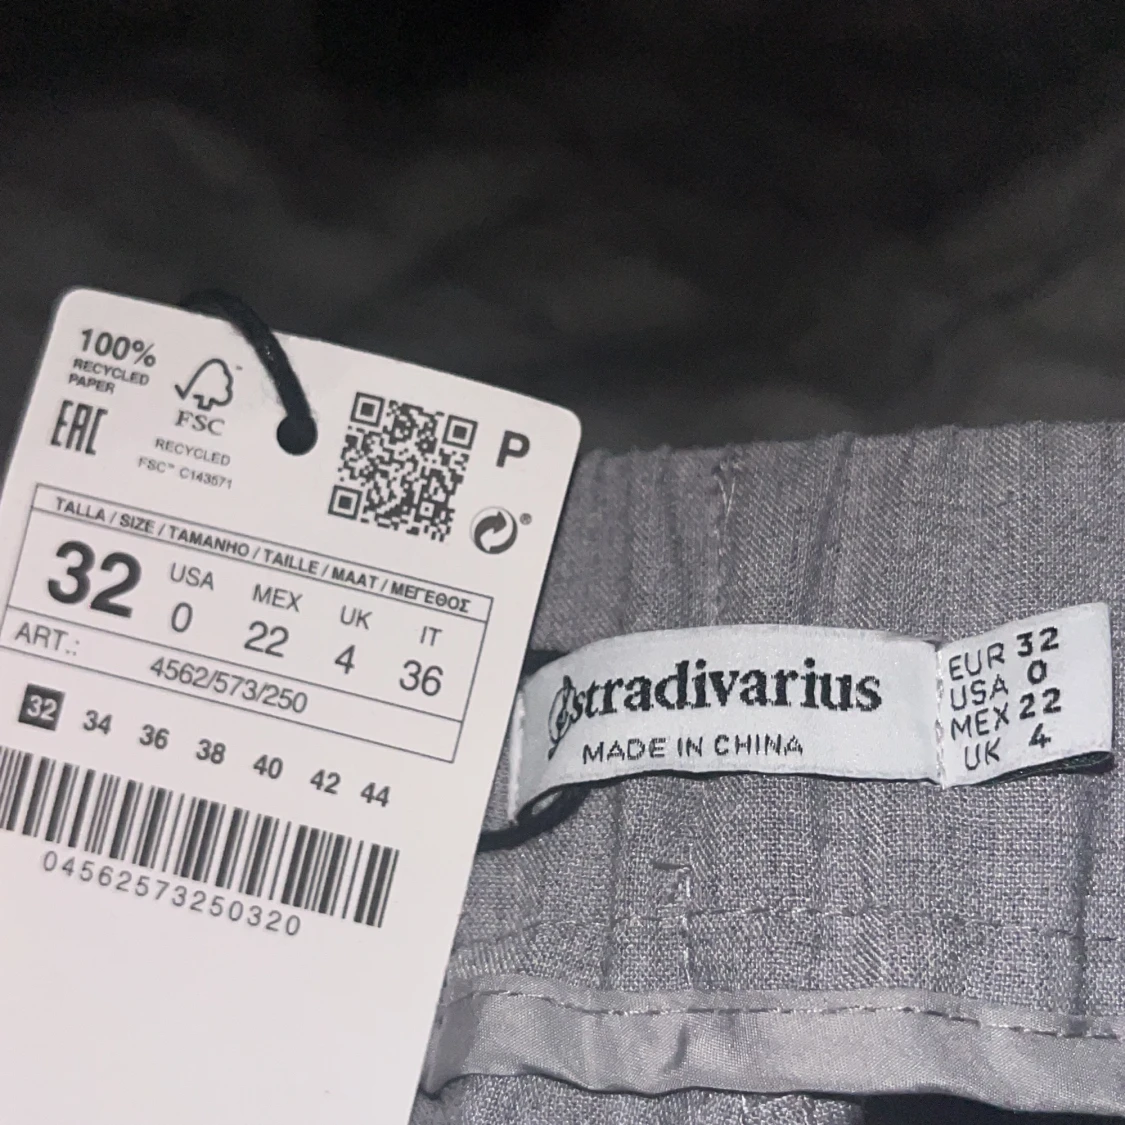 100%
RECYCLED
PAPER
FSC
RECYCLED
FSC™ C143571
EAC
P
TALLA / SIZE / TAMANHO / TAILLE / MAAT / ΜΕΓΕΘΟΣ
32
USA
0
MEX
22
UK
4
IT
36
ART.:
4562/573/250
32 34 36 38 40 42 44
04562573250320
stradivarius
MADE IN CHINA
EUR 32
USA 0
MEX 22
UK 4